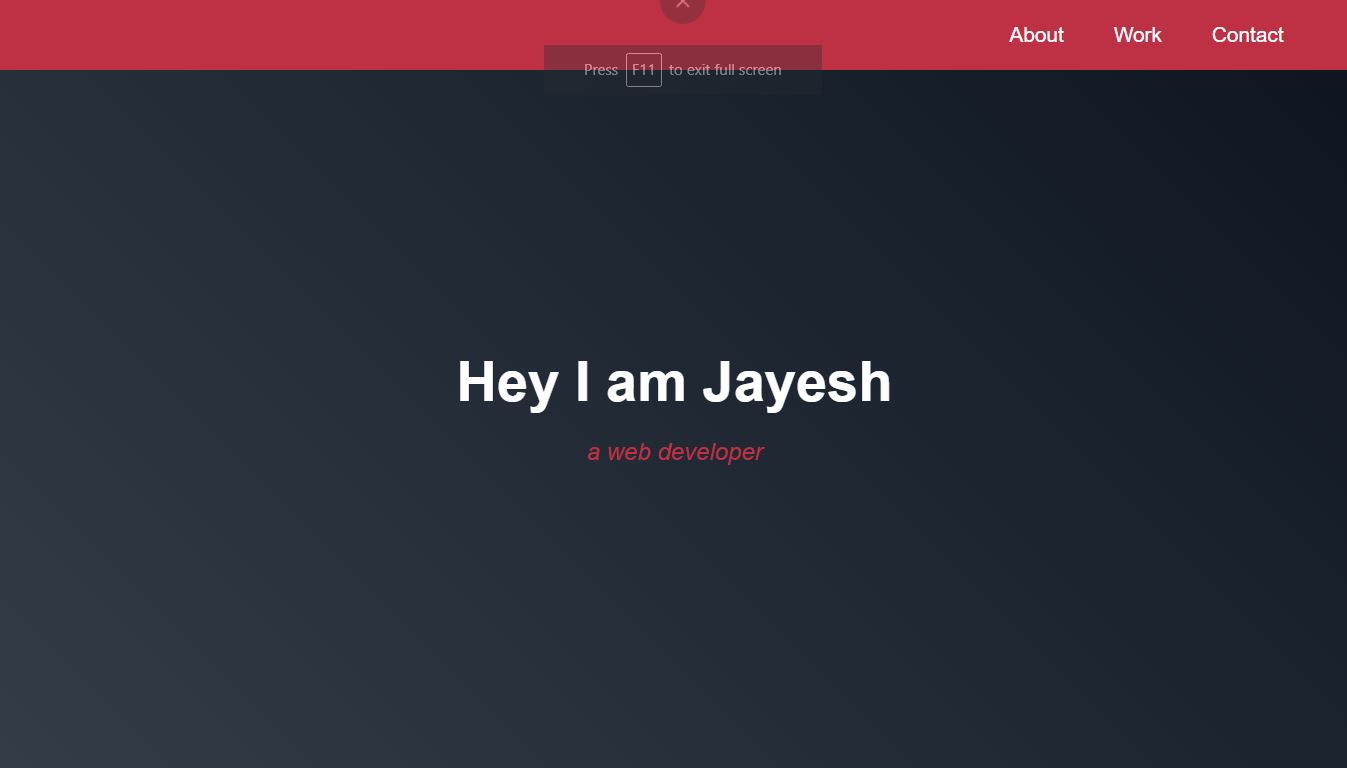 About Work Contact
Press F11 to exit full screen
Hey I am Jayesh
a web developer